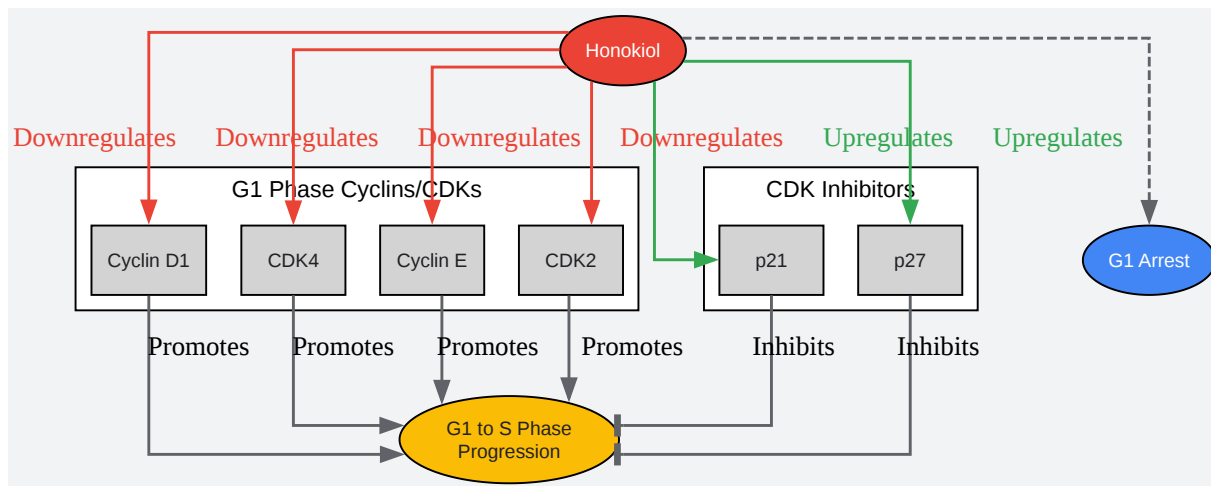 Honokiol
Downregulates Downregulates Downregulates Downregulates Upregulates Upregulates
G1 Phase Cyclins/CDKs CDK Inhibitors
Cyclin D1 CDK4 Cyclin E CDK2 p21 p27 G1 Arrest
Promotes Promotes Promotes Promotes Inhibits Inhibits
G1 to S Phase
Progression